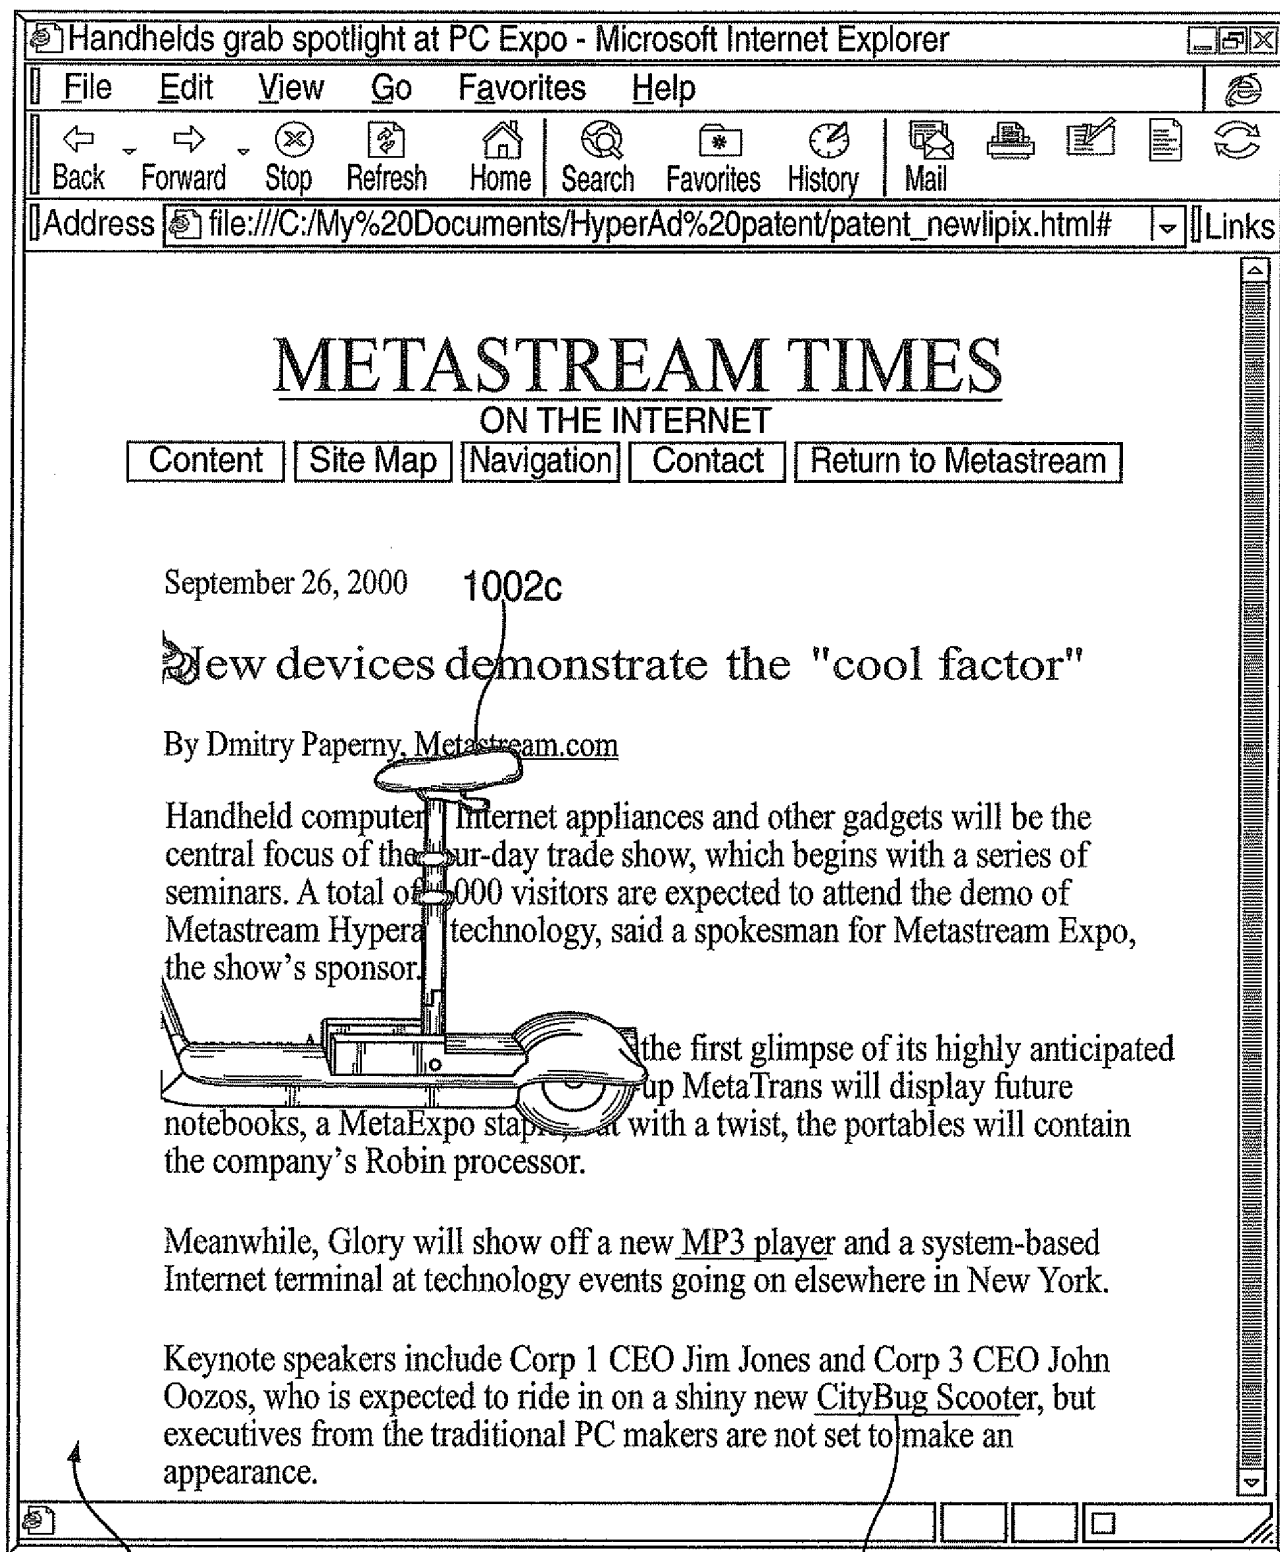 Handhelds grab spotlight at PC Expo - Microsoft Internet Explorer
File Edit View Go Favorites Help
Back Forward Stop Refresh Home Search Favorites History Mail
Address file:///C:/My%20Documents/HyperAd%20patent/patent_newlipix.html# Links
METASTREAM TIMES
ON THE INTERNET
Content Site Map Navigation Contact Return to Metastream
September 26, 2000 1002c
New devices demonstrate the "cool factor"
By Dmitry Paperny, Metastream.com
Handheld computer Internet appliances and other gadgets will be the
central focus of the ur-day trade show, which begins with a series of
seminars. A total of 000 visitors are expected to attend the demo of
Metastream Hypera technology, said a spokesman for Metastream Expo,
the show's sponsor.
the first glimpse of its highly anticipated
up MetaTrans will display future
notebooks, a MetaExpo with a twist, the portables will contain
the company's Robin processor.
Meanwhile, Glory will show off a new MP3 player and a system-based
Internet terminal at technology events going on elsewhere in New York.
Keynote speakers include Corp 1 CEO Jim Jones and Corp 3 CEO John
Oozos, who is expected to ride in on a shiny new CityBug Scooter, but
executives from the traditional PC makers are not set to make an
appearance.